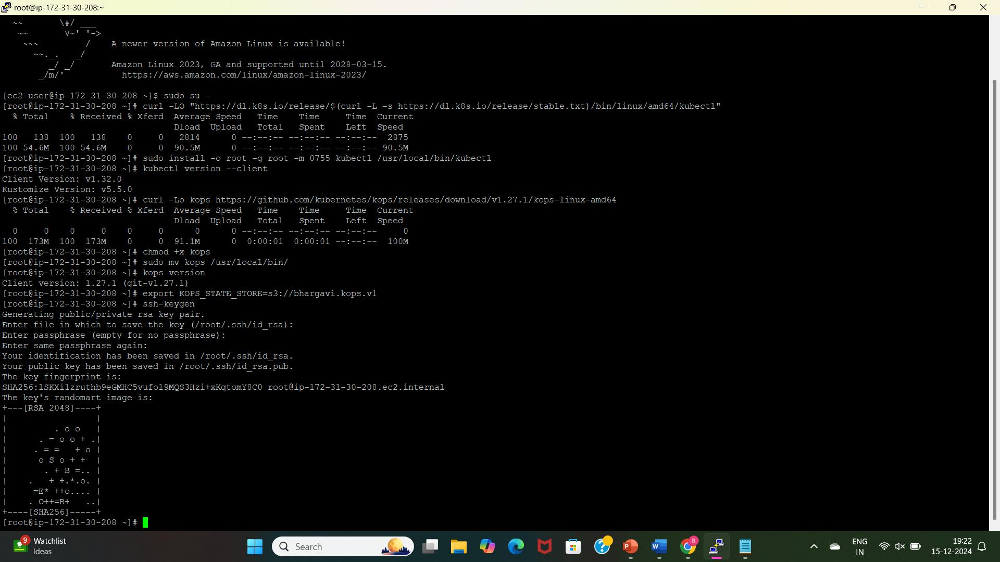 root@ip-172-31-30-208:~
~~       \#/ ___
~~       V~' '->
~~~         /    A newer version of Amazon Linux is available!
~~._.   _/
_/ _/       Amazon Linux 2023, GA and supported until 2028-03-15.
_/m/'           https://aws.amazon.com/linux/amazon-linux-2023/
[ec2-user@ip-172-31-30-208 ~]$ sudo su -
[root@ip-172-31-30-208 ~]# curl -LO "https://dl.k8s.io/release/$(curl -L -s https://dl.k8s.io/release/stable.txt)/bin/linux/amd64/kubectl"
% Total    % Received % Xferd  Average Speed   Time    Time     Time  Current
Dload  Upload   Total   Spent    Left  Speed
100   138  100   138    0     0   2814      0 --:--:-- --:--:-- --:--:--  2875
100 54.6M  100 54.6M    0     0  90.5M      0 --:--:-- --:--:-- --:--:-- 90.5M
[root@ip-172-31-30-208 ~]# sudo install -o root -g root -m 0755 kubectl /usr/local/bin/kubectl
[root@ip-172-31-30-208 ~]# kubectl version --client
Client Version: v1.32.0
Kustomize Version: v5.5.0
[root@ip-172-31-30-208 ~]# curl -Lo kops https://github.com/kubernetes/kops/releases/download/v1.27.1/kops-linux-amd64
% Total    % Received % Xferd  Average Speed   Time    Time     Time  Current
Dload  Upload   Total   Spent    Left  Speed
0     0    0     0    0     0      0      0 --:--:-- --:--:-- --:--:--     0
100  173M  100  173M    0     0  91.1M      0  0:00:01  0:00:01 --:--:--  100M
[root@ip-172-31-30-208 ~]# chmod +x kops
[root@ip-172-31-30-208 ~]# sudo mv kops /usr/local/bin/
[root@ip-172-31-30-208 ~]# kops version
Client version: 1.27.1 (git-v1.27.1)
[root@ip-172-31-30-208 ~]# export KOPS_STATE_STORE=s3://bhargavi.kops.v1
[root@ip-172-31-30-208 ~]# ssh-keygen
Generating public/private rsa key pair.
Enter file in which to save the key (/root/.ssh/id_rsa):
Enter passphrase (empty for no passphrase):
Enter same passphrase again:
Your identification has been saved in /root/.ssh/id_rsa.
Your public key has been saved in /root/.ssh/id_rsa.pub.
The key fingerprint is:
SHA256:lSKXi1zruthb9eGMHC5vufo19MQS3Hzi+xKqtomY8C0 root@ip-172-31-30-208.ec2.internal
The key's randomart image is:
+---[RSA 2048]----+
|                 |
|         . o o   |
|      . = o o + .|
|     . = =   + o |
|      o S o + +  |
|       . + B =.. |
|    .   + +.*.o. |
|     =E* ++o.... |
|    . O++=B+   ..|
+----[SHA256]-----+
[root@ip-172-31-30-208 ~]#
9
Watchlist
Ideas
Search
B
P
W
ENG
IN
19:22
15-12-2024